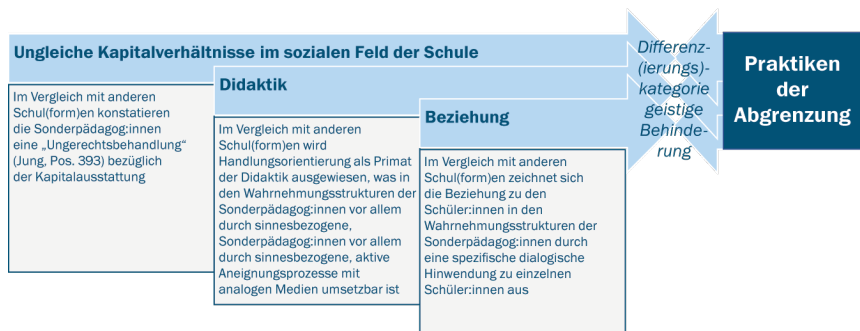 Ungleiche Kapitalverhältnisse im sozialen Feld der Schule
Im Vergleich mit anderen
Schul(form)en konstatieren
die Sonderpädagog:innen
eine „Ungerechtsbehandlung“
(Jung, Pos. 393) bezüglich
der Kapitalausstattung
Didaktik
Im Vergleich mit anderen
Schul(form)en wird
Handlungsorientierung als Primat
der Didaktik ausgewiesen, was in
den Wahrnehmungsstrukturen der
Sonderpädagog:innen vor allem
durch sinnesbezogene,
Sonderpädagog:innen vor allem
durch sinnesbezogene, aktive
Aneignungsprozesse mit
analogen Medien umsetzbar ist
Beziehung
Im Vergleich mit anderen
Schul(form)en zeichnet sich
die Beziehung zu den
Schüler:innen in den
Wahrnehmungsstrukturen der
Sonderpädagog:innen durch
eine spezifische dialogische
Hinwendung zu einzelnen
Schüler:innen aus
Differenz-
(ierungs)-
kategorie
geistige
Behinde-
rung
Praktiken
der
Abgrenzung